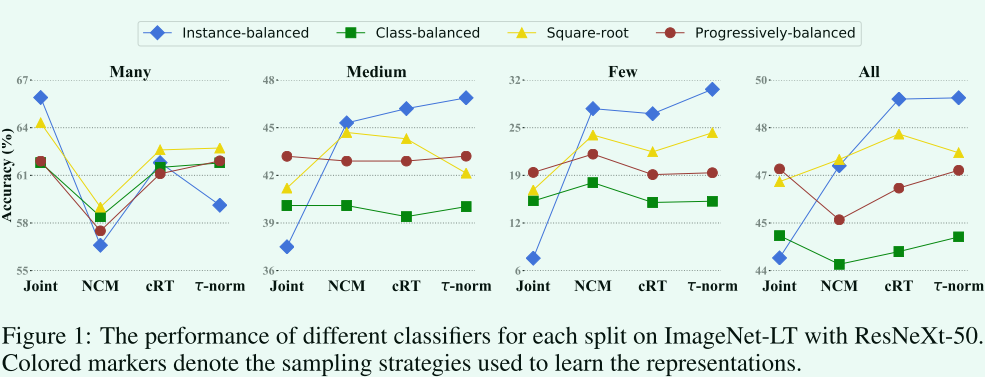 Instance-balanced Class-balanced Square-root Progressively-balanced
Many Medium Few All
Accuracy (%)
67 64 61 58 55
48 45 42 39 36
32 25 19 12 6
50 48 47 45 44
Joint NCM cRT τ-norm Joint NCM cRT τ-norm Joint NCM cRT τ-norm Joint NCM cRT τ-norm
Figure 1: The performance of different classifiers for each split on ImageNet-LT with ResNeXt-50.
Colored markers denote the sampling strategies used to learn the representations.